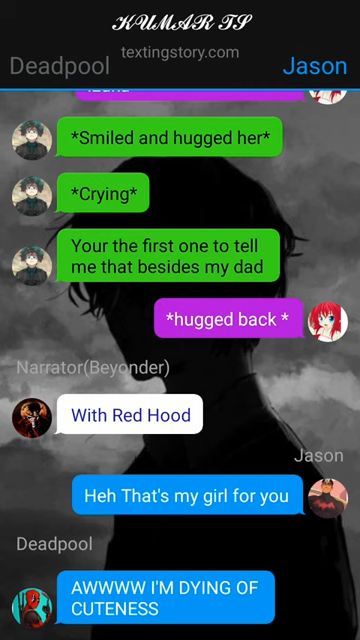 KUMAR TS
textingstory.com
Deadpool
Jason
*Smiled and hugged her*
*Crying*
Your the first one to tell
me that besides my dad
*hugged back *
Narrator(Beyonder)
With Red Hood
Jason
Heh That's my girl for you
Deadpool
AWWWW I'M DYING OF
CUTENESS